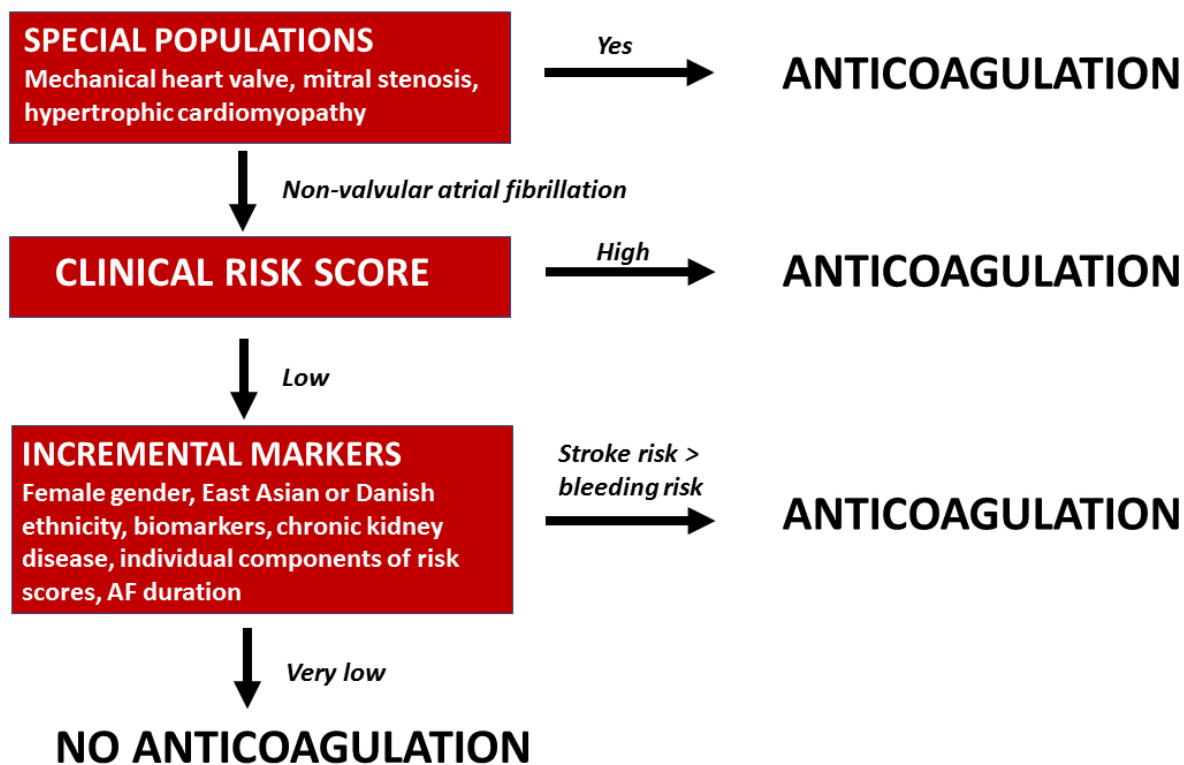 SPECIAL POPULATIONS
Mechanical heart valve, mitral stenosis,
hypertrophic cardiomyopathy
Yes
ANTICOAGULATION
Non-valvular atrial fibrillation
CLINICAL RISK SCORE
High
ANTICOAGULATION
Low
INCREMENTAL MARKERS
Female gender, East Asian or Danish
ethnicity, biomarkers, chronic kidney
disease, individual components of risk
scores, AF duration
Stroke risk >
bleeding risk
ANTICOAGULATION
Very low
NO ANTICOAGULATION